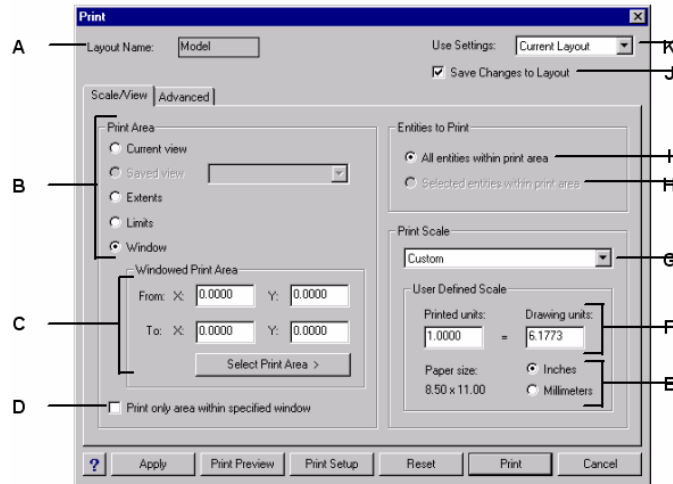 Print
A
Layout Name:
Model
Use Settings:
Current Layout
K
Save Changes to Layout
J
Scale/View
Advanced
Print Area
Current view
Saved view
Extents
Limits
Window
B
Windowed Print Area
From: X: 0.0000 Y: 0.0000
To: X: 0.0000 Y: 0.0000
Select Print Area >
C
D
Print only area within specified window
Entities to Print
All entities within print area
I
Selected entities within print area
H
Print Scale
Custom
G
User Defined Scale
Printed units:
Drawing units:
1.0000 = 6.1773
F
Paper size:
8.50 x 11.00
Inches
Millimeters
E
?
Apply
Print Preview
Print Setup
Reset
Print
Cancel